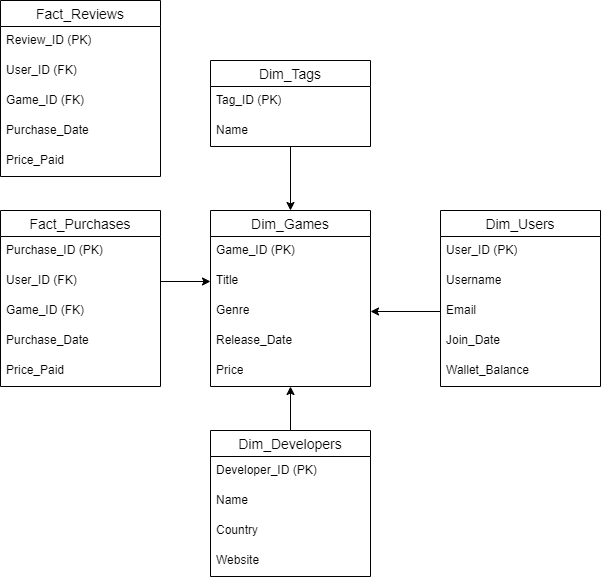 Fact_Reviews
Review_ID (PK)
User_ID (FK)
Game_ID (FK)
Purchase_Date
Price_Paid
Dim_Tags
Tag_ID (PK)
Name
Fact_Purchases
Purchase_ID (PK)
User_ID (FK)
Game_ID (FK)
Purchase_Date
Price_Paid
Dim_Games
Game_ID (PK)
Title
Genre
Release_Date
Price
Dim_Users
User_ID (PK)
Username
Email
Join_Date
Wallet_Balance
Dim_Developers
Developer_ID (PK)
Name
Country
Website